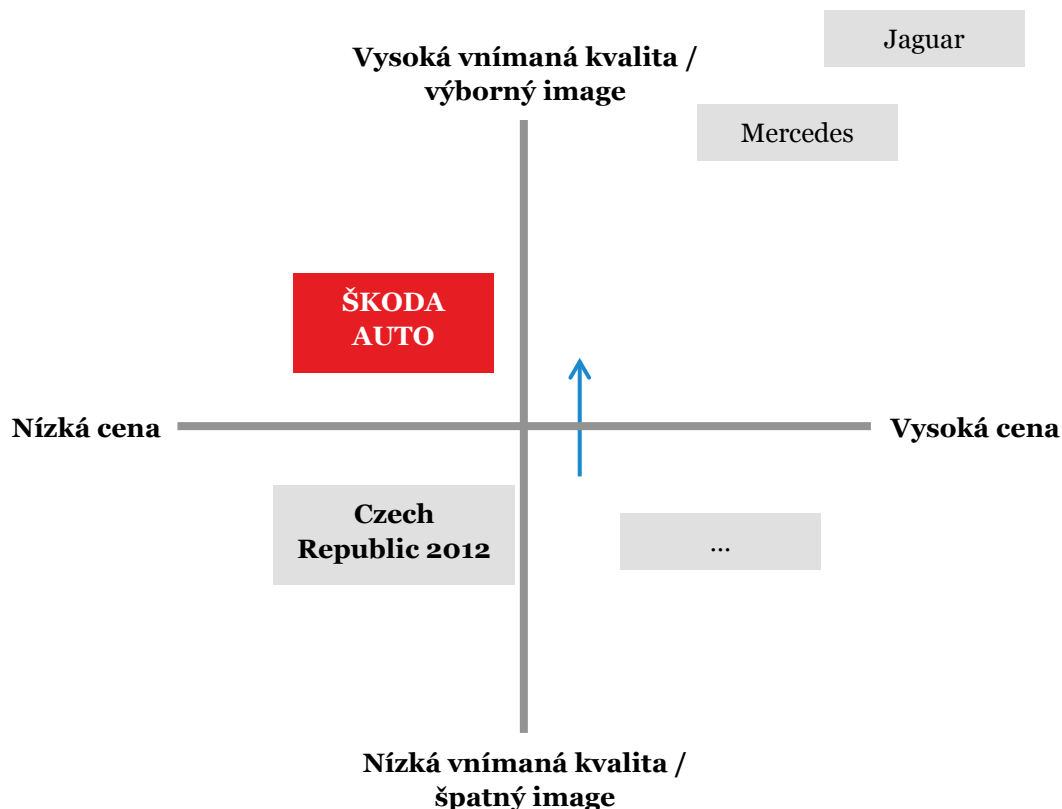 Jaguar
Vysoká vnímaná kvalita /
výborný image
Mercedes
ŠKODA
AUTO
Nízká cena
Vysoká cena
Czech
Republic 2012
...
Nízká vnímaná kvalita /
špatný image